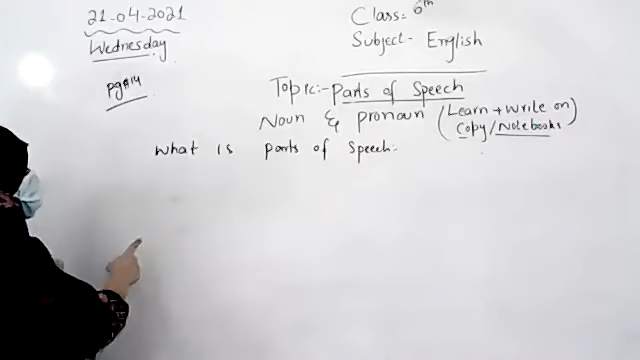 21-04-2021
Wednesday
pg#14
Class: 6th
Subject- English
Topic:- Parts of Speech
Noun & pronoun (Learn + Write on Copy/Notebooks)
What is parts of Speech:-